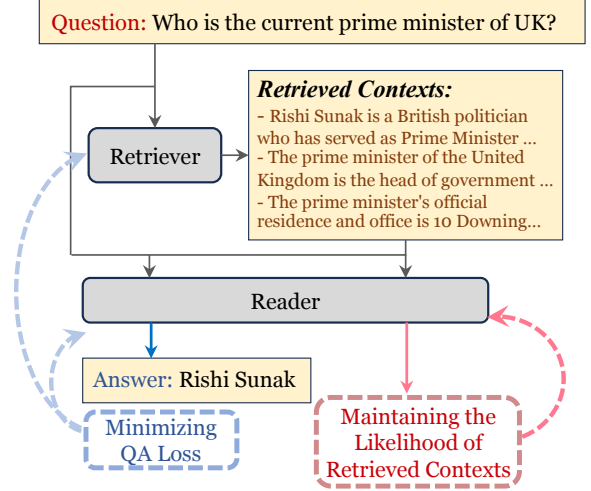 Question: Who is the current prime minister of UK?
Retrieved Contexts:
- Rishi Sunak is a British politician
who has served as Prime Minister ...
- The prime minister of the United
Kingdom is the head of government ...
- The prime minister's official
residence and office is 10 Downing...
Retriever
Reader
Answer: Rishi Sunak
Minimizing
QA Loss
Maintaining the
Likelihood of
Retrieved Contexts